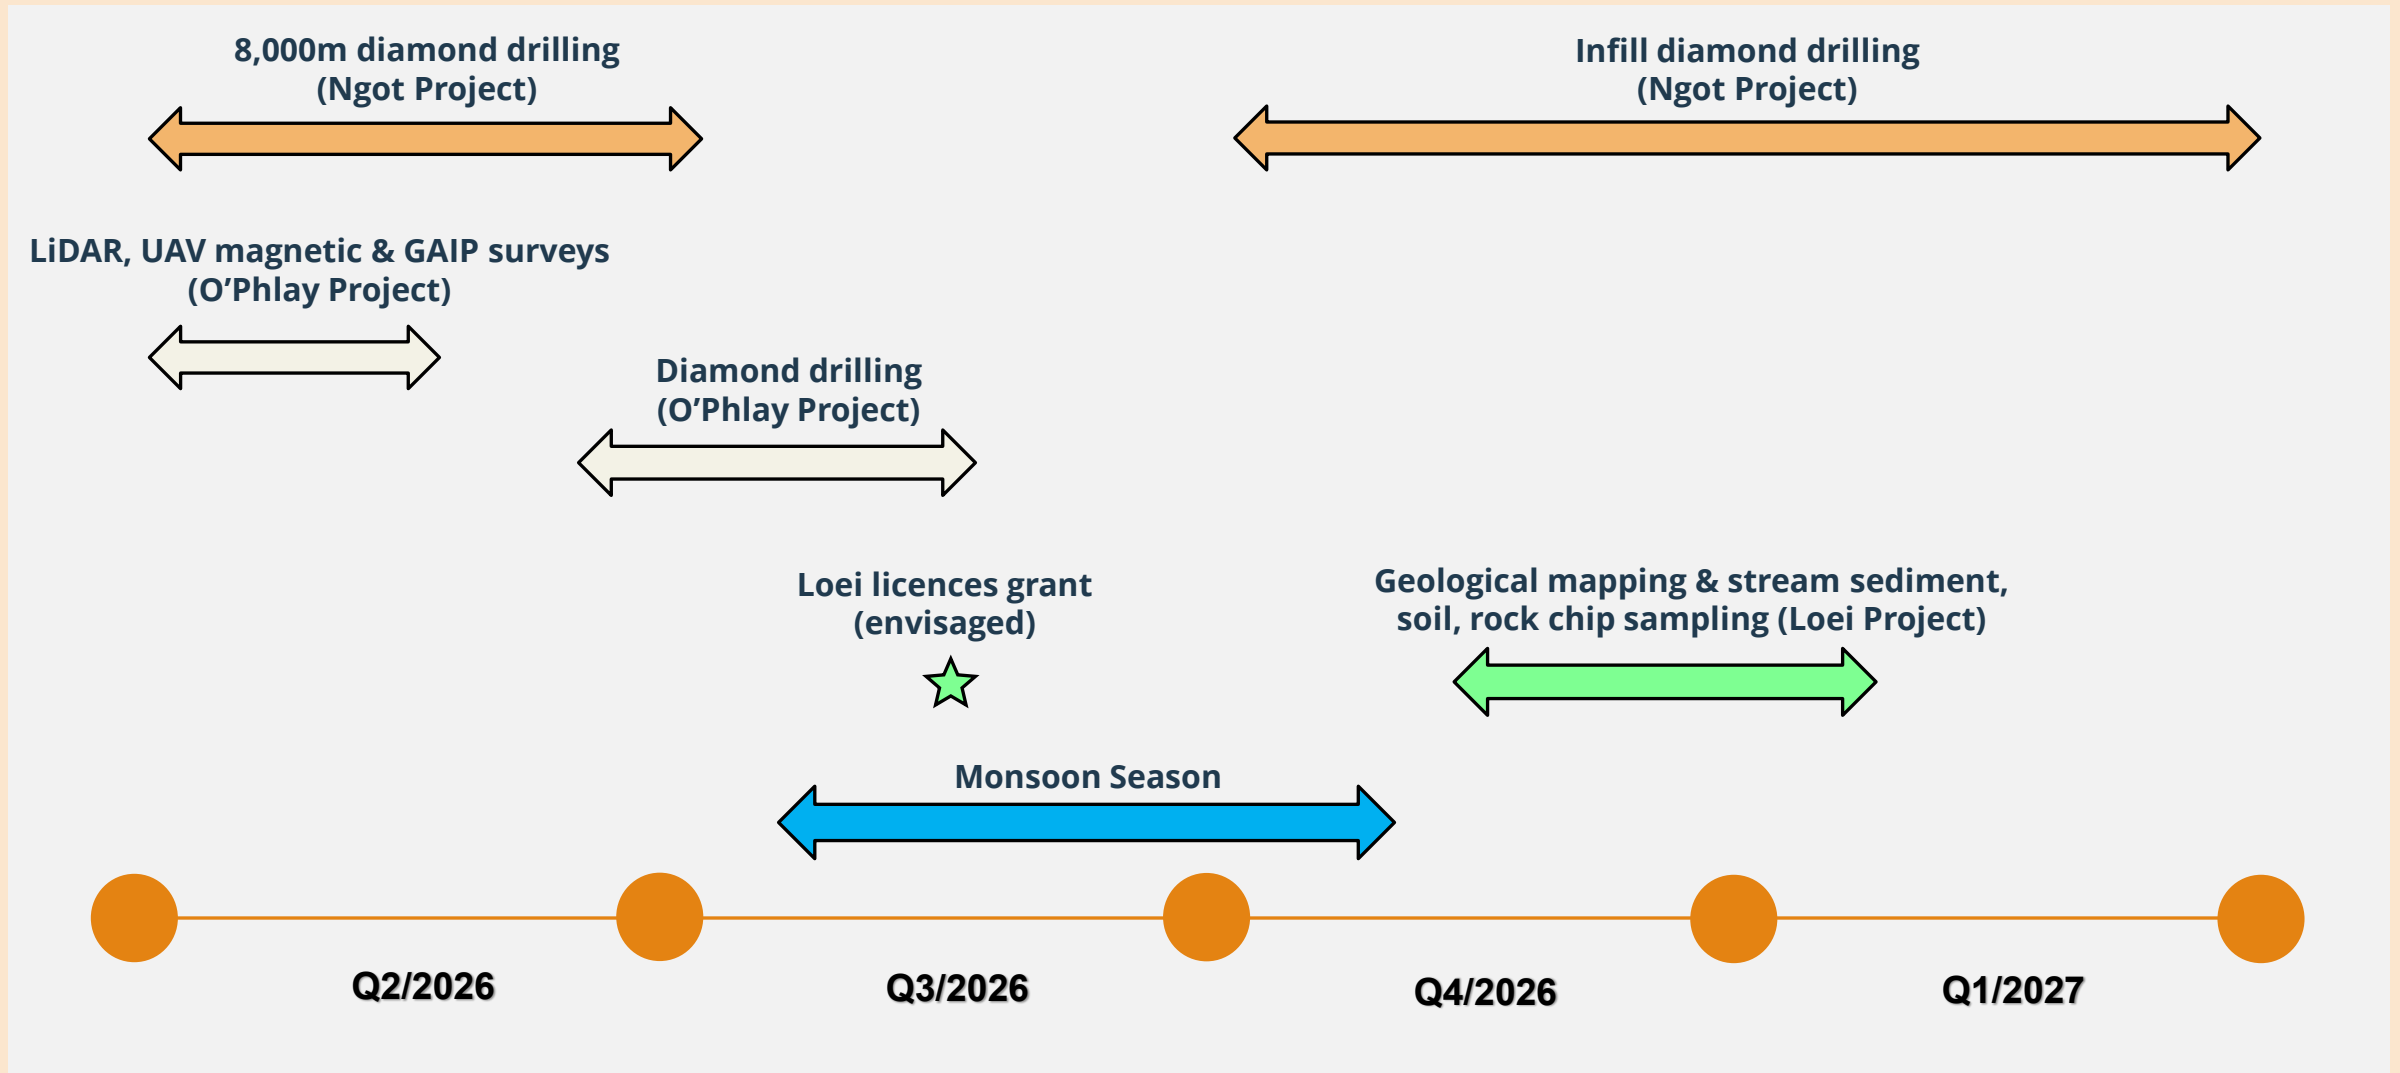 8,000m diamond drilling
(Ngot Project)
Infill diamond drilling
(Ngot Project)
LiDAR, UAV magnetic & GAIP surveys
(O’Phlay Project)
Diamond drilling
(O’Phlay Project)
Loei licences grant
(envisaged)
Geological mapping & stream sediment,
soil, rock chip sampling (Loei Project)
Monsoon Season
Q2/2026
Q3/2026
Q4/2026
Q1/2027